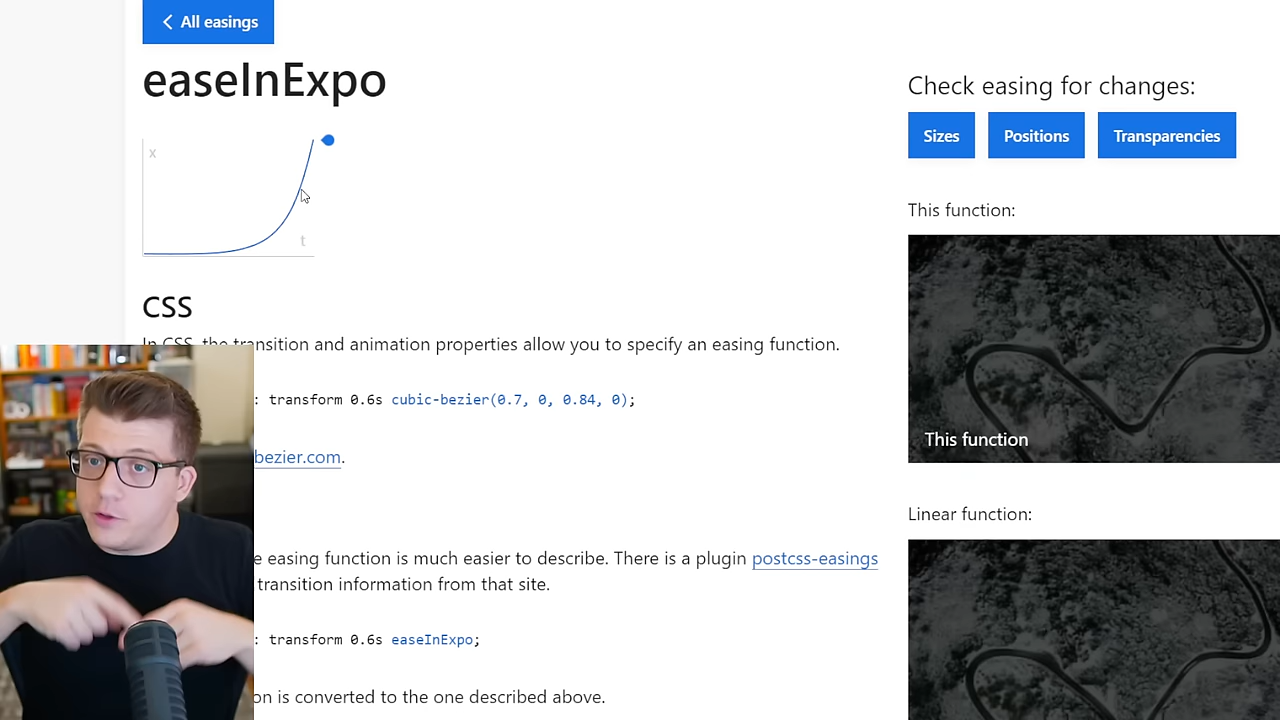 All easings
easeInExpo
x
t
CSS
In CSS, the transition and animation properties allow you to specify an easing function.
: transform 0.6s cubic-bezier(0.7, 0, 0.84, 0);
bezier.com.
e easing function is much easier to describe. There is a plugin postcss-easings
transition information from that site.
: transform 0.6s easeInExpo;
on is converted to the one described above.
Check easing for changes:
Sizes Positions Transparencies
This function:
This function
Linear function: